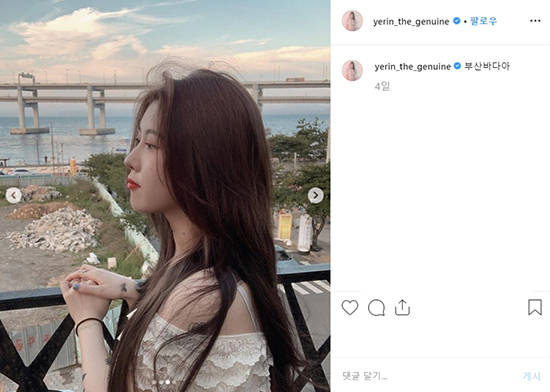 yerin_the_genuine • 팔로우
yerin_the_genuine 부산바다아
4일
댓글 달기...
게시